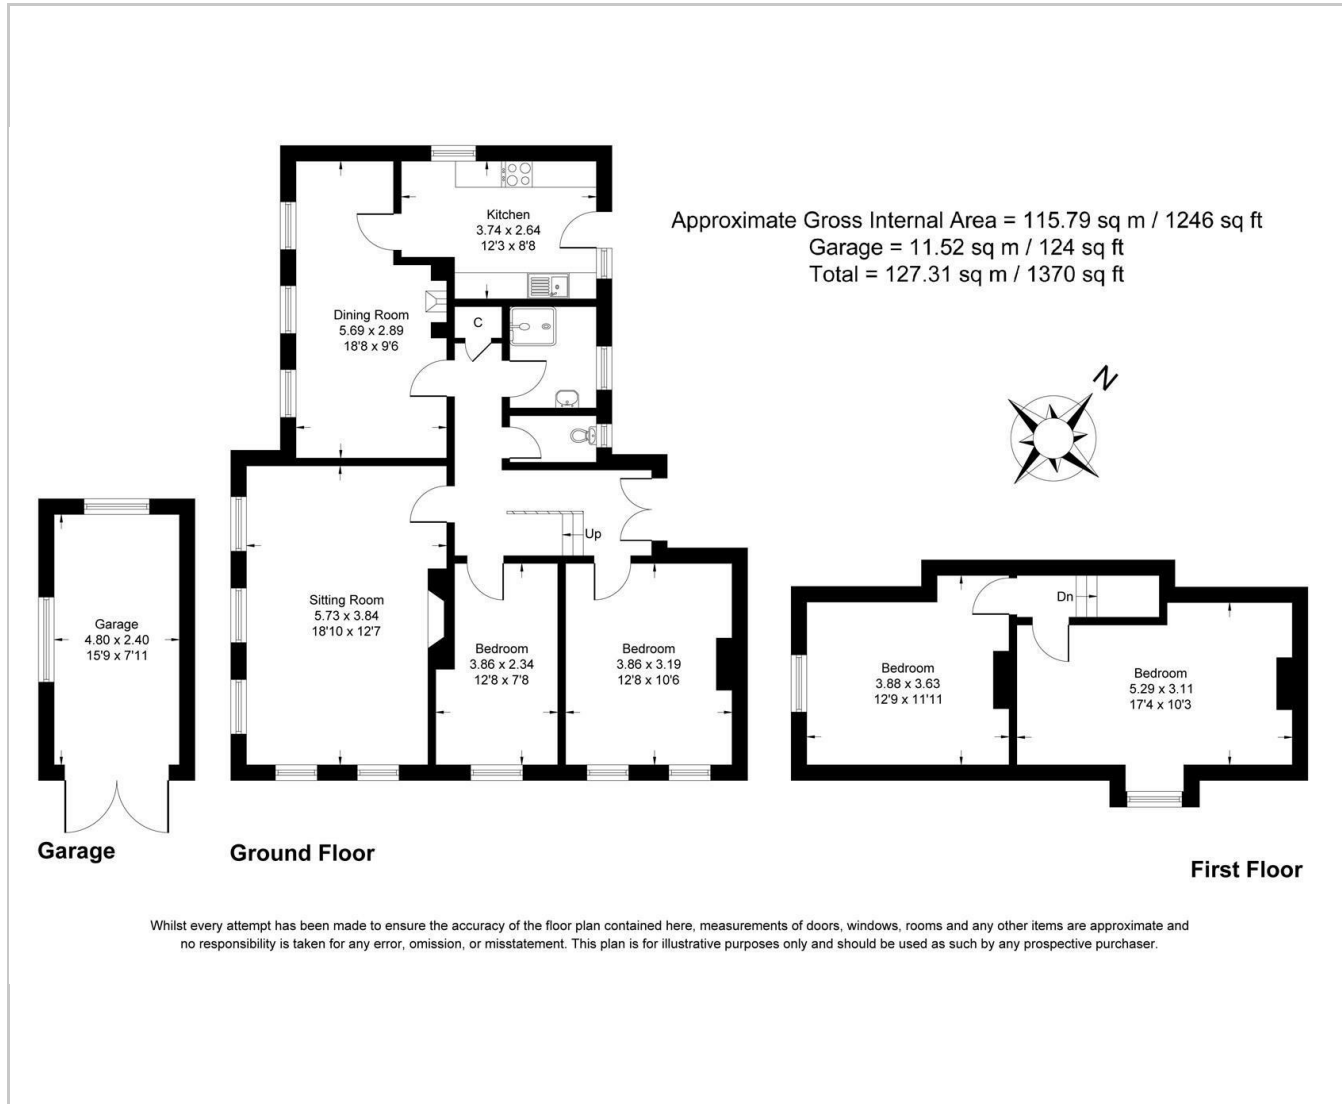 Kitchen
3.74 x 2.64
12'3 x 8'8
Approximate Gross Internal Area = 115.79 sq m / 1246 sq ft
Garage = 11.52 sq m / 124 sq ft
Total = 127.31 sq m / 1370 sq ft
Dining Room
5.69 x 2.89
18'8 x 9'6
C
N
Up
Sitting Room
5.73 x 3.84
18'10 x 12'7
Garage
4.80 x 2.40
15'9 x 7'11
Bedroom
3.86 x 2.34
12'8 x 7'8
Bedroom
3.86 x 3.19
12'8 x 10'6
Dn
Bedroom
3.88 x 3.63
12'9 x 11'11
Bedroom
5.29 x 3.11
17'4 x 10'3
Garage
Ground Floor
First Floor
Whilst every attempt has been made to ensure the accuracy of the floor plan contained here, measurements of doors, windows, rooms and any other items are approximate and
no responsibility is taken for any error, omission, or misstatement. This plan is for illustrative purposes only and should be used as such by any prospective purchaser.